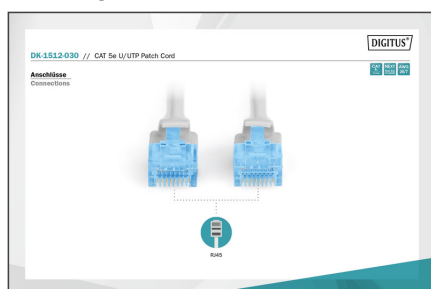 DIGITUS®
DK-1512-030 // CAT 5e U/UTP Patch Cord
Anschlüsse
Connections
RJ45